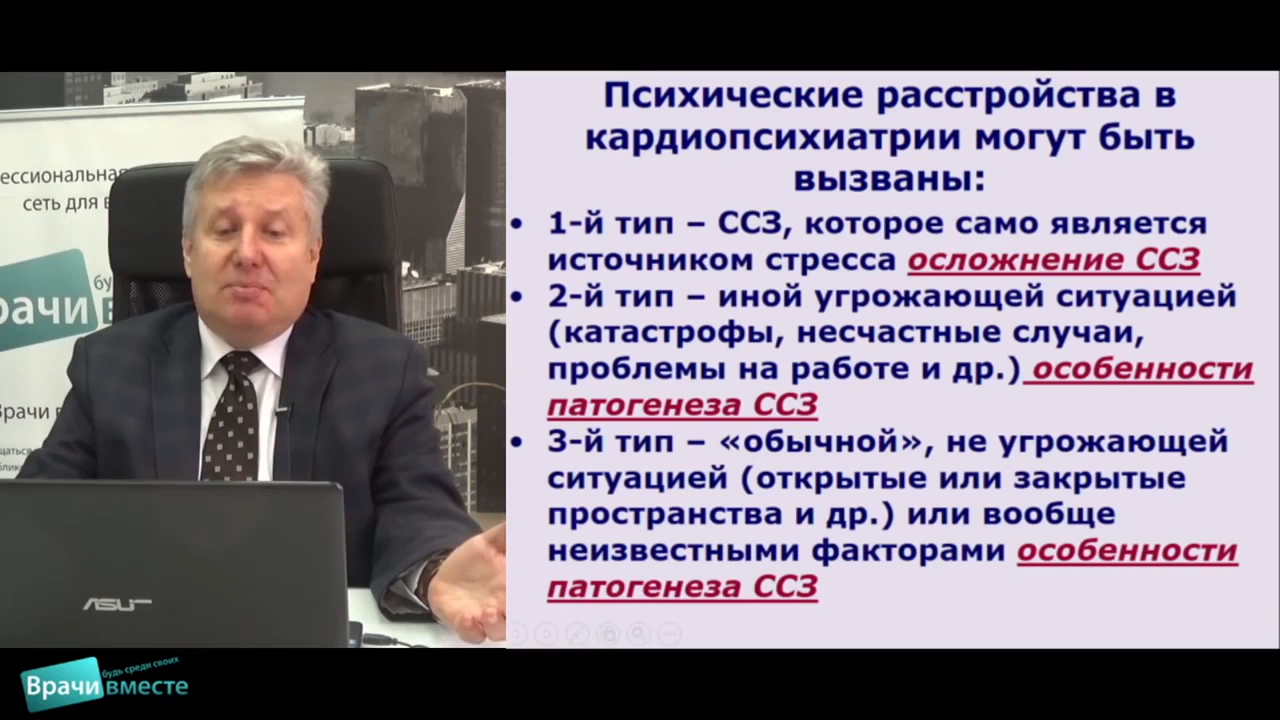 Психические расстройства в
кардиопсихиатрии могут быть
вызваны:
• 1-й тип – ССЗ, которое само является
источником стресса осложнение ССЗ
• 2-й тип – иной угрожающей ситуацией
(катастрофы, несчастные случаи,
проблемы на работе и др.) особенности
патогенеза ССЗ
• 3-й тип – «обычной», не угрожающей
ситуацией (открытые или закрытые
пространства и др.) или вообще
неизвестными факторами особенности
патогенеза ССЗ
ессиональная
сеть для в
бу
рачи в
Врачи в
ASUS
будь среди своих
Врачи вместе